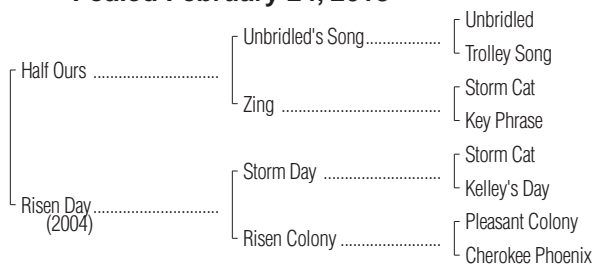 Foaled February 24,
Unbridled
Unbridled's Song
Trolley Song
Half Ours
Storm Cat
Zing
Key Phrase
Storm Cat
Storm Day
Kelley's Day
Risen Day
(2004)
Pleasant Colony
Risen Colony
Cherokee Phoenix